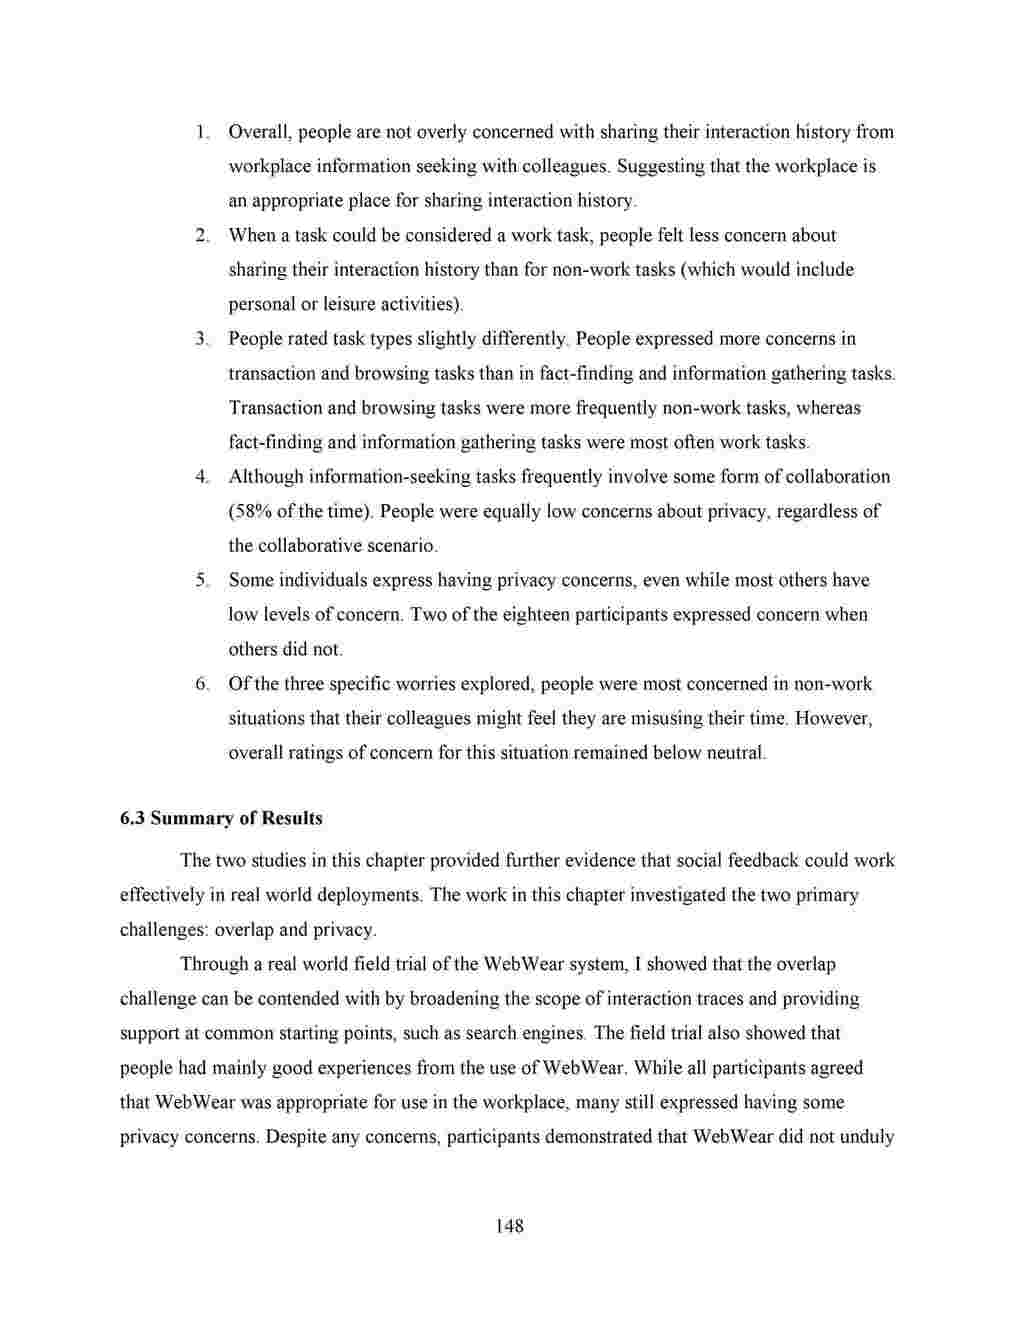 1. Overall, people are not overly concerned with sharing their interaction history from
workplace information seeking with colleagues. Suggesting that the workplace is
an appropriate place for sharing interaction history.
2. When a task could be considered a work task, people felt less concern about
sharing their interaction history than for non-work tasks (which would include
personal or leisure activities).
3. People rated task types slightly differently. People expressed more concerns in
transaction and browsing tasks than in fact-finding and information gathering tasks.
Transaction and browsing tasks were more frequently non-work tasks, whereas
fact-finding and information gathering tasks were most often work tasks.
4. Although information-seeking tasks frequently involve some form of collaboration
(58% of the time). People were equally low concerns about privacy, regardless of
the collaborative scenario.
5. Some individuals express having privacy concerns, even while most others have
low levels of concern. Two of the eighteen participants expressed concern when
others did not.
6. Of the three specific worries explored, people were most concerned in non-work
situations that their colleagues might feel they are misusing their time. However,
overall ratings of concern for this situation remained below neutral.
6.3 Summary of Results
The two studies in this chapter provided further evidence that social feedback could work
effectively in real world deployments. The work in this chapter investigated the two primary
challenges: overlap and privacy.
Through a real world field trial of the WebWear system, I showed that the overlap
challenge can be contended with by broadening the scope of interaction traces and providing
support at common starting points, such as search engines. The field trial also showed that
people had mainly good experiences from the use of WebWear. While all participants agreed
that WebWear was appropriate for use in the workplace, many still expressed having some
privacy concerns. Despite any concerns, participants demonstrated that WebWear did not unduly
148